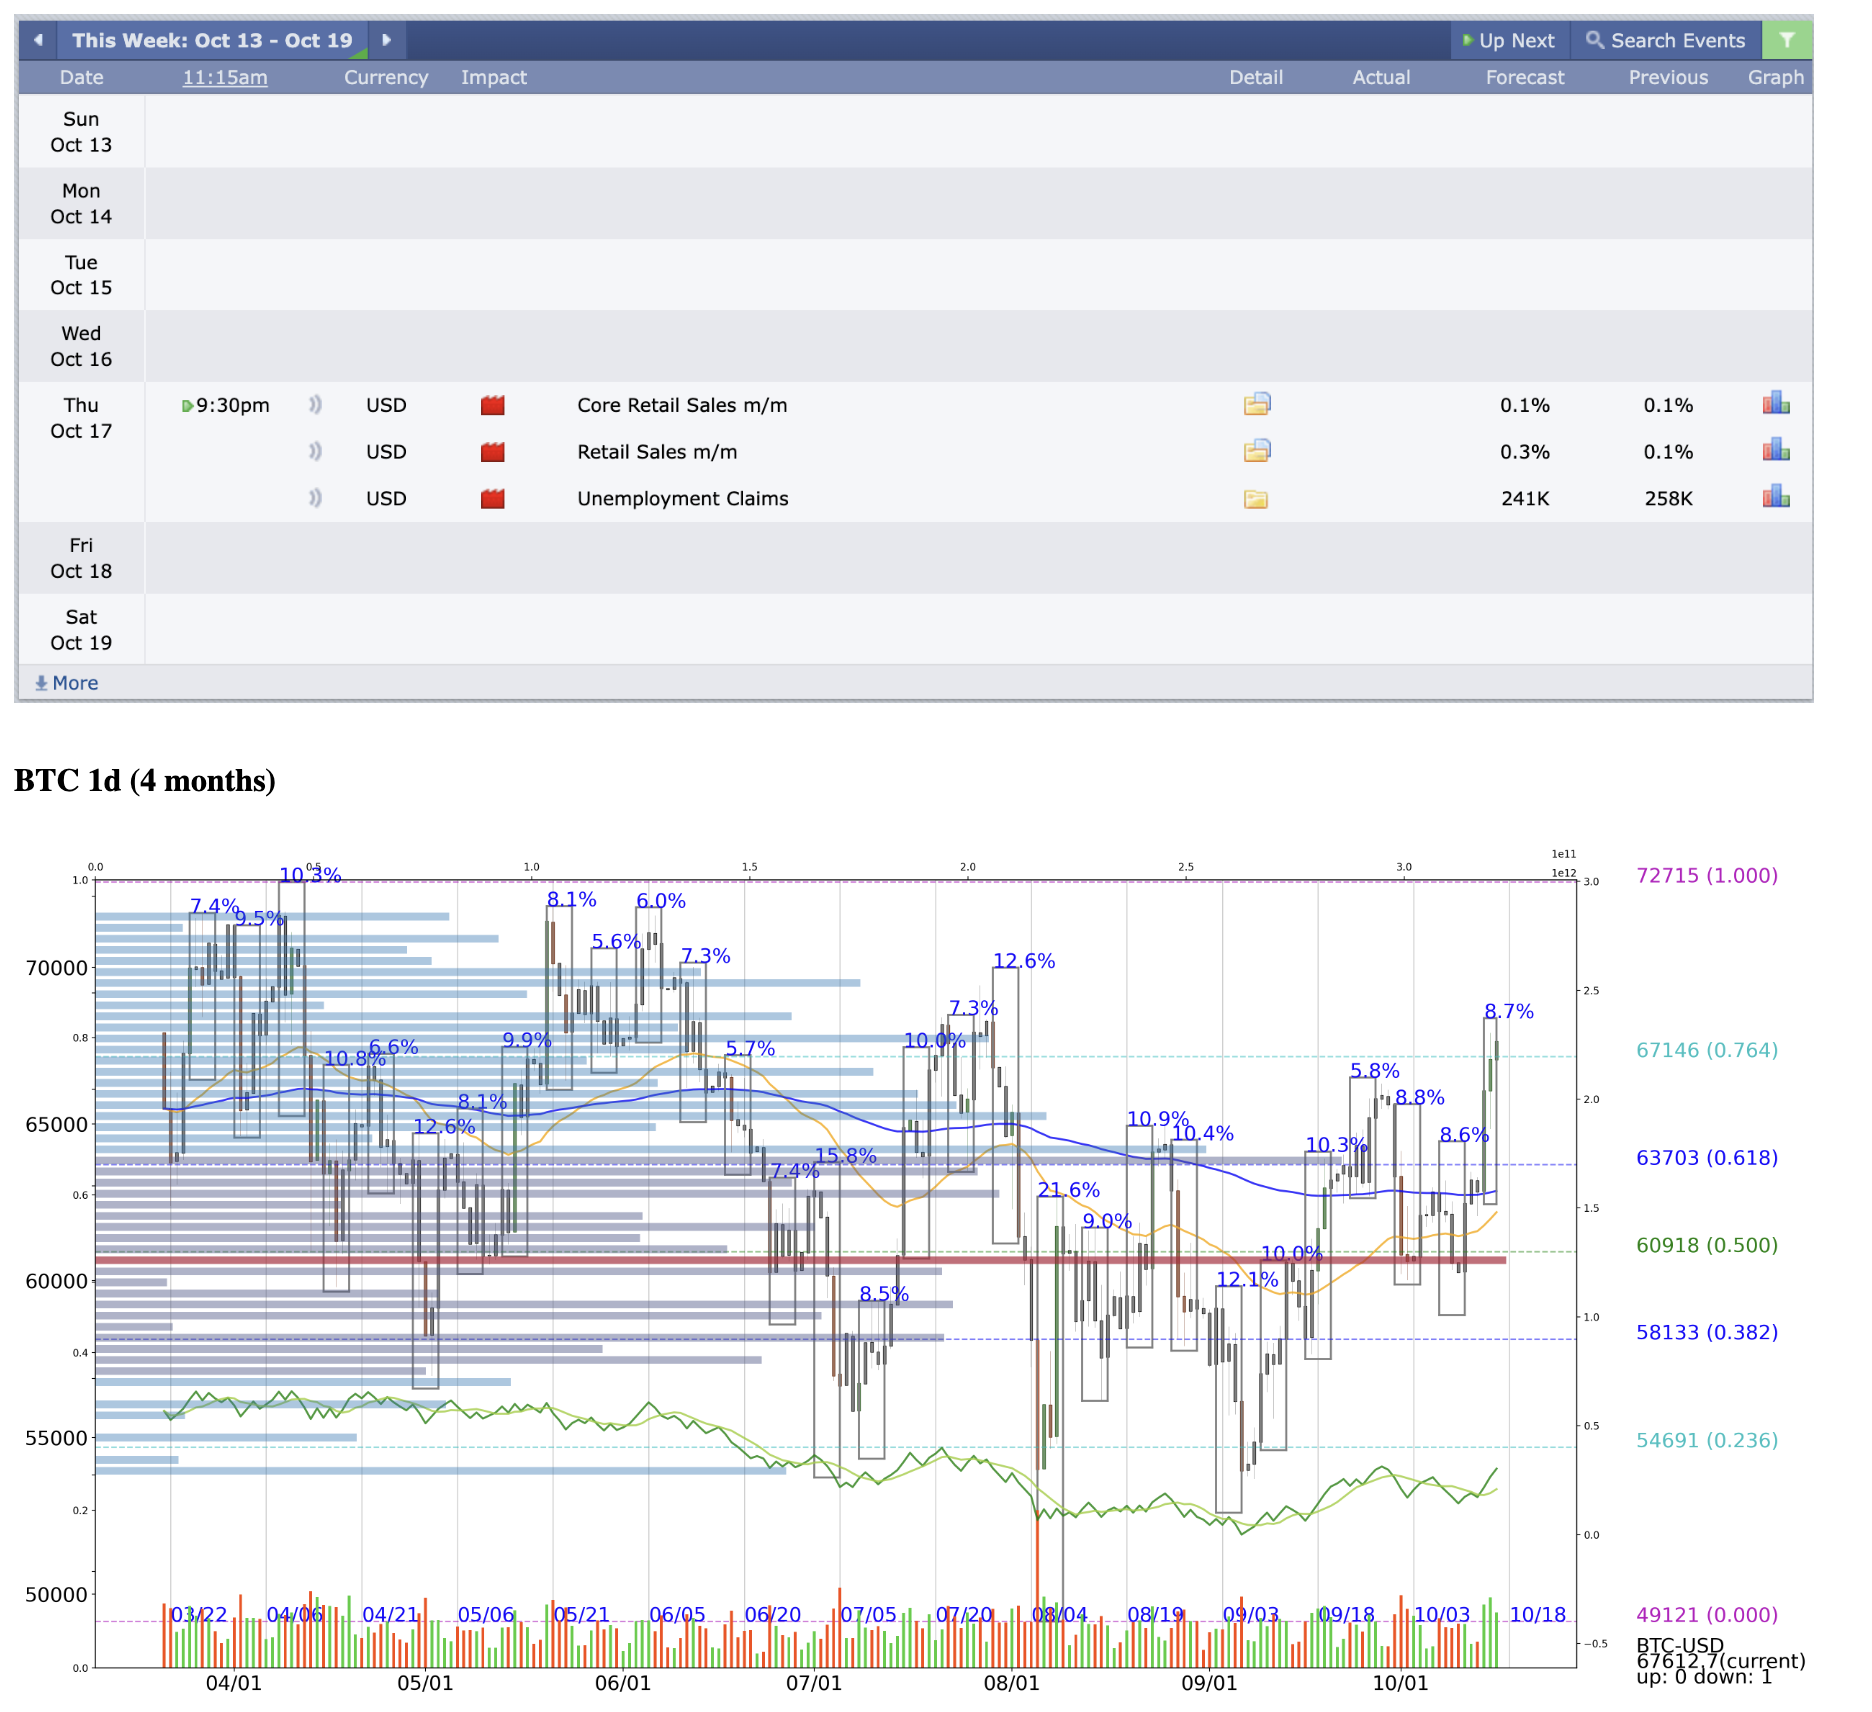 This Week: Oct 13 - Oct 19 Up Next Search Events
Date 11:15am Currency Impact Detail Actual Forecast Previous Graph
Sun
Oct 13
Mon
Oct 14
Tue
Oct 15
Wed
Oct 16
Thu 9:30pm USD Core Retail Sales m/m 0.1% 0.1%
Oct 17
USD Retail Sales m/m 0.3% 0.1%
USD Unemployment Claims 241K 258K
Fri
Oct 18
Sat
Oct 19
More
BTC 1d (4 months)
1e11
0.0 0.5 1.0 1.5 2.0 2.5 3.0
1e12
1.0 10.3% 3.0 72715 (1.000)
7.4% 9.5% 8.1% 5.6% 6.0% 7.3%
70000 12.6%
2.5
7.3% 8.7%
0.8 10.8% 6.6% 9.9% 5.7% 10.0%
67146 (0.764)
5.8%
65000 12.6% 8.1% 10.9% 10.4% 8.8% 2.0
7.4% 15.8% 10.3% 8.6%
63703 (0.618)
0.6 21.6% 9.0% 1.5
60918 (0.500)
60000 8.5% 12.1% 10.0%
1.0
58133 (0.382)
0.4
55000 0.5
54691 (0.236)
0.2 0.0
50000
03/22 04/06 04/21 05/06 05/21 06/05 06/20 07/05 07/20 08/04 08/19 09/03 09/18 10/03 10/18
49121 (0.000)
−0.5
BTC-USD
67612.7(current)
up: 0 down: 1
0.0
04/01 05/01 06/01 07/01 08/01 09/01 10/01